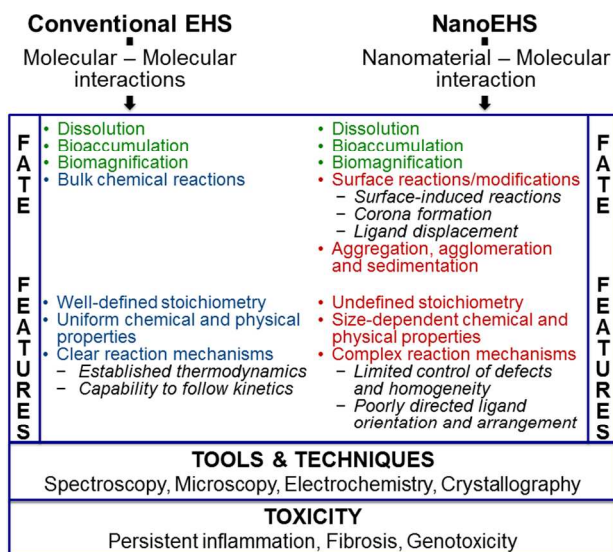 Conventional EHS
Molecular – Molecular
interactions
NanoEHS
Nanomaterial – Molecular
interaction
FATE
• Dissolution
• Bioaccumulation
• Biomagnification
• Bulk chemical reactions
• Dissolution
• Bioaccumulation
• Biomagnification
• Surface reactions/modifications
– Surface-induced reactions
– Corona formation
– Ligand displacement
• Aggregation, agglomeration
and sedimentation
FATE
FEATURES
• Well-defined stoichiometry
• Uniform chemical and physical
properties
• Clear reaction mechanisms
– Established thermodynamics
– Capability to follow kinetics
• Undefined stoichiometry
• Size-dependent chemical and
physical properties
• Complex reaction mechanisms
– Limited control of defects
and homogeneity
– Poorly directed ligand
orientation and arrangement
FEATURES
TOOLS & TECHNIQUES
Spectroscopy, Microscopy, Electrochemistry, Crystallography
TOXICITY
Persistent inflammation, Fibrosis, Genotoxicity